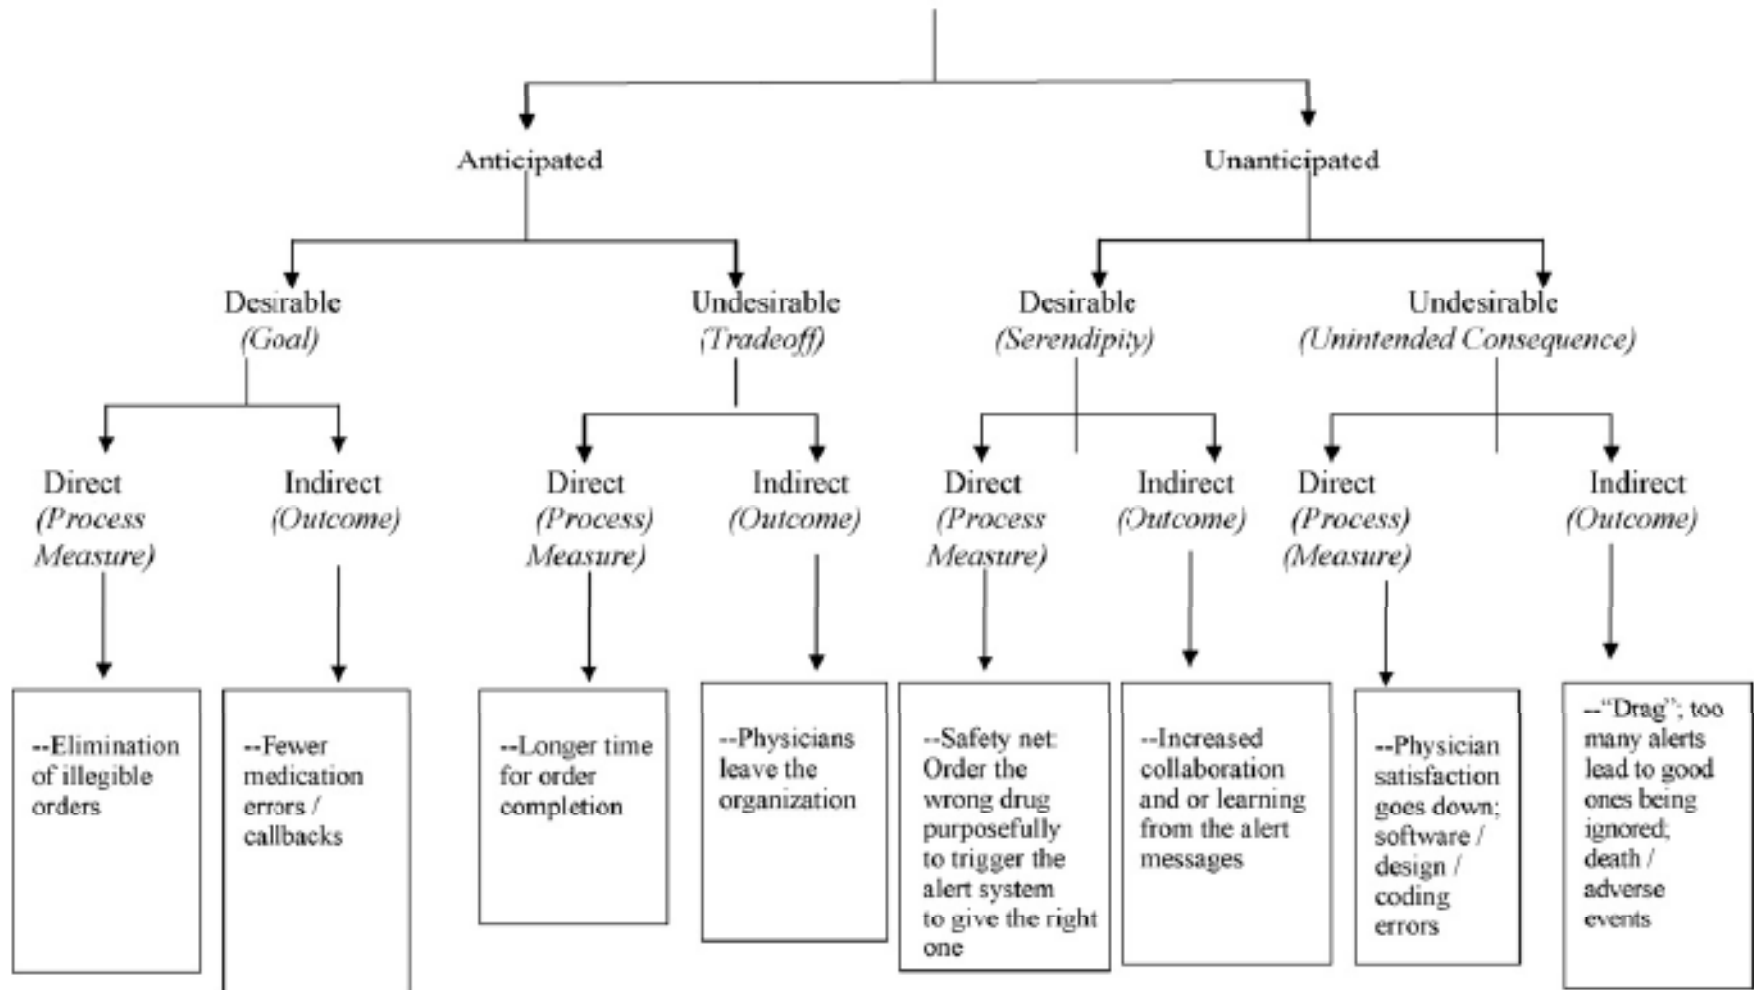 Anticipated
Unanticipated
Desirable
(Goal)
Undesirable
(Tradeoff)
Desirable
(Serendipity)
Undesirable
(Unintended Consequence)
Direct
(Process
Measure)
Indirect
(Outcome)
Direct
(Process)
Measure)
Indirect
(Outcome)
Direct
(Process
Measure)
Indirect
(Outcome)
Direct
(Process)
(Measure)
Indirect
(Outcome)
--Elimination
of illegible
orders
--Fewer
medication
errors /
callbacks
--Longer time
for order
completion
--Physicians
leave the
organization
--Safety net:
Order the
wrong drug
purposefully
to trigger the
alert system
to give the right
one
--Increased
collaboration
and or learning
from the alert
messages
--Physician
satisfaction
goes down;
software /
design /
coding
errors
--“Drag”; too
many alerts
lead to good
ones being
ignored;
death /
adverse
events